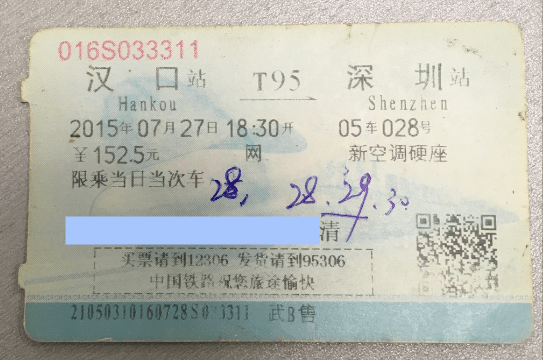 016S033311
汉口站 T95 深圳站
Hankou Shenzhen
2015年07月27日18:30开 05车028号
￥152.5元 网 新空调硬座
限乘当日当次车
28, 28.29.30
清
买票请到12306 发货请到95306
中国铁路祝您旅途愉快
21050310160728S033311 武B售